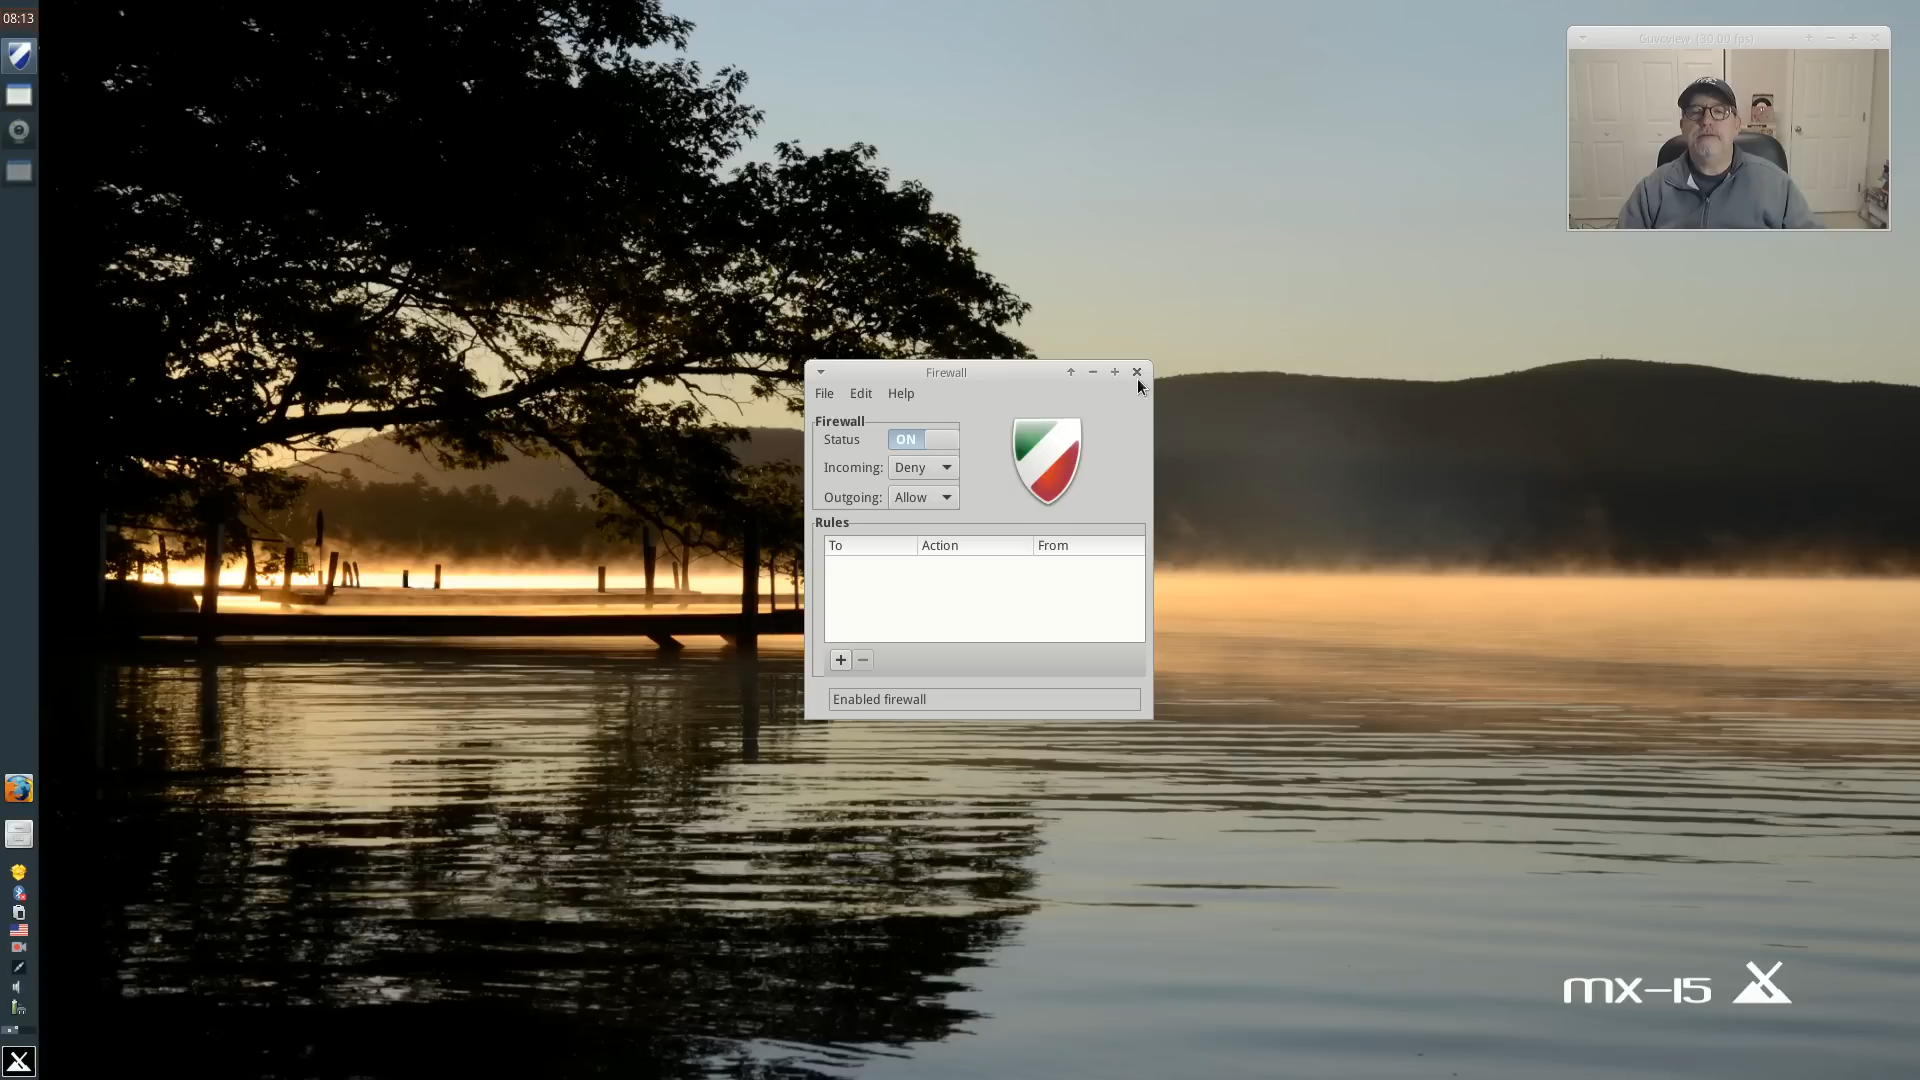 08:13
Guvcview (30.00 fps)
Firewall
File Edit Help
Firewall
Status ON
Incoming: Deny
Outgoing: Allow
Rules
To Action From
Enabled firewall
mx-15